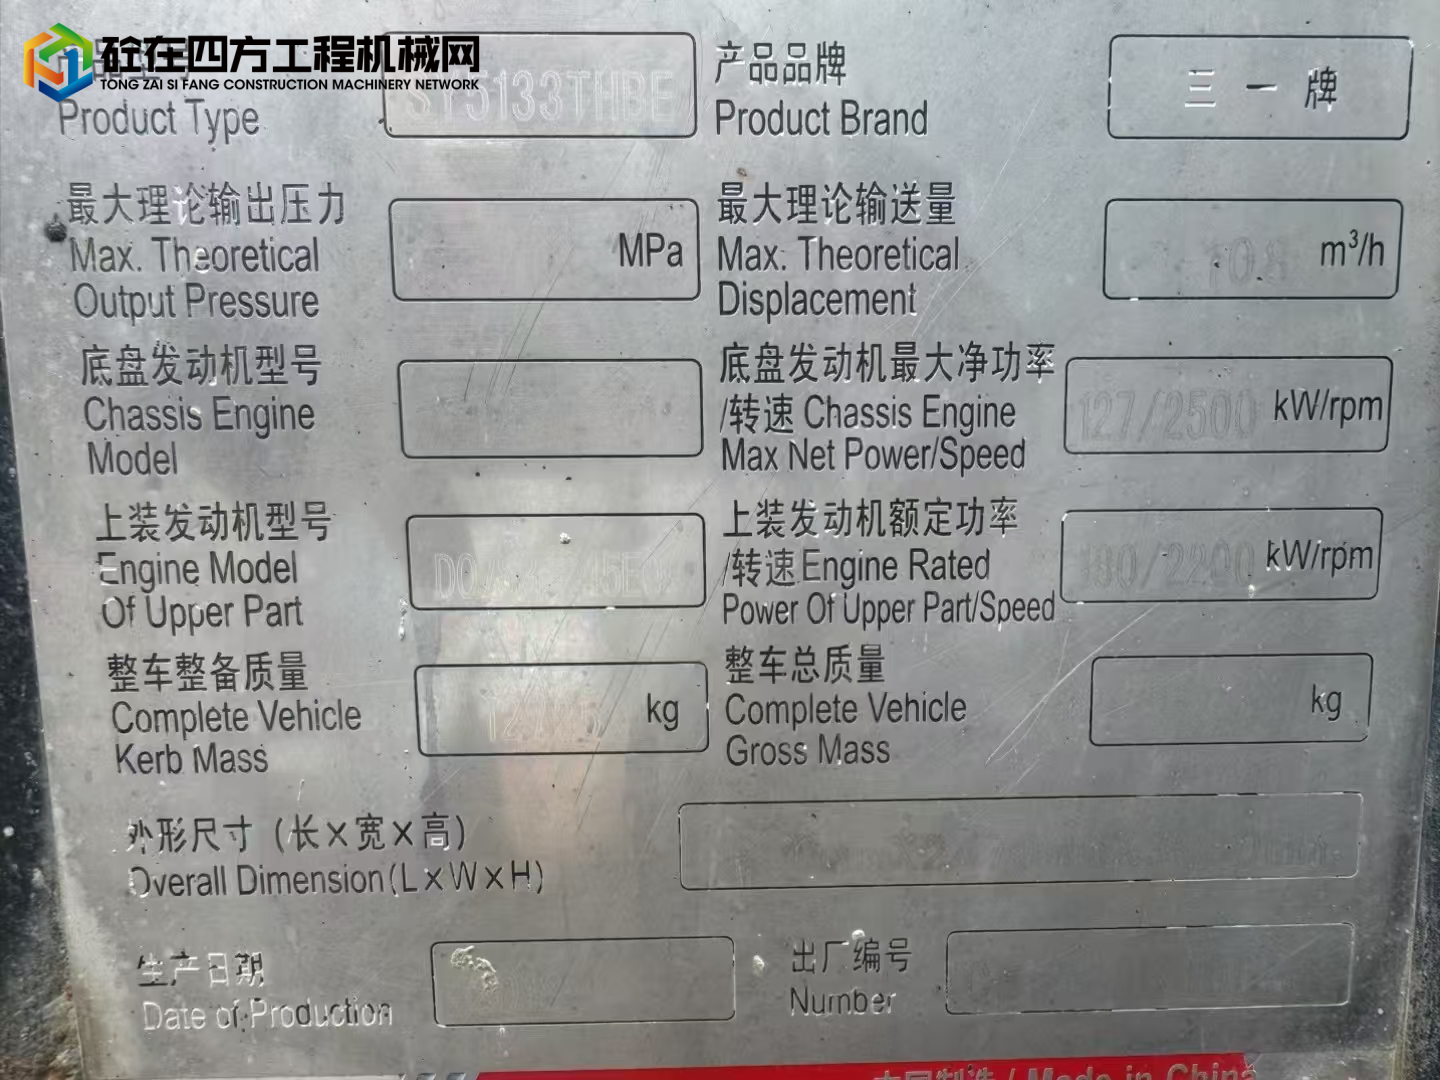 砼在四方工程机械网
TONG ZAI SI FANG CONSTRUCTION MACHINERY NETWORK
Product Type
SY5133THBE
产品品牌
Product Brand
三一牌
最大理论输出压力
Max. Theoretical
Output Pressure
MPa
最大理论输送量
Max. Theoretical
Displacement
m³/h
底盘发动机型号
Chassis Engine
Model
底盘发动机最大净功率
/转速 Chassis Engine
Max Net Power/Speed
127/2500 kW/rpm
上装发动机型号
Engine Model
Of Upper Part
上装发动机额定功率
/转速 Engine Rated
Power Of Upper Part/Speed
kW/rpm
整车整备质量
Complete Vehicle
Kerb Mass
kg
整车总质量
Complete Vehicle
Gross Mass
kg
外形尺寸 (长×宽×高)
Overall Dimension(L×W×H)
生产日期
Date of Production
出厂编号
Number
中国制造 / Made in China